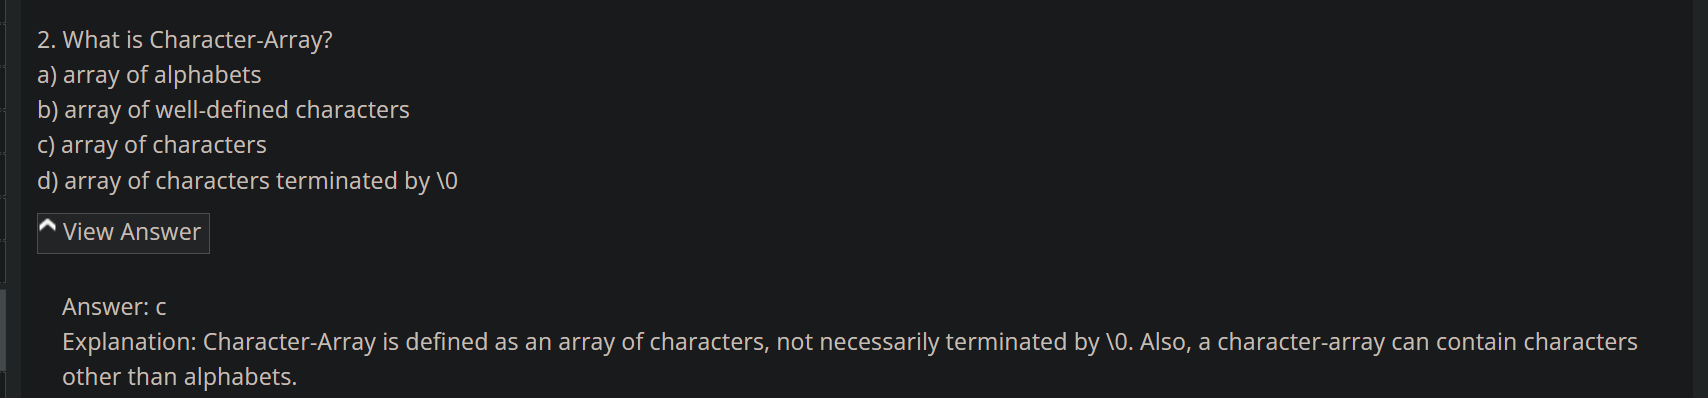 2. What is Character-Array?
a) array of alphabets
b) array of well-defined characters
c) array of characters
d) array of characters terminated by \0
View Answer
Answer: c
Explanation: Character-Array is defined as an array of characters, not necessarily terminated by \0. Also, a character-array can contain characters
other than alphabets.